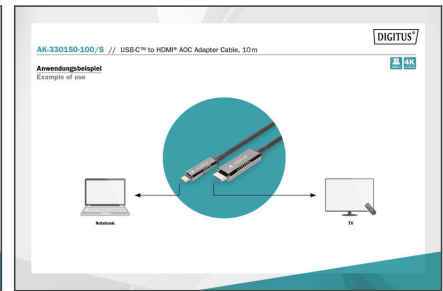 DIGITUS®
AK-330150-100/S // USB-C™ to HDMI® AOC Adapter Cable, 10 m
4K
Anwendungsbeispiel
Example of use
Notebook
TV